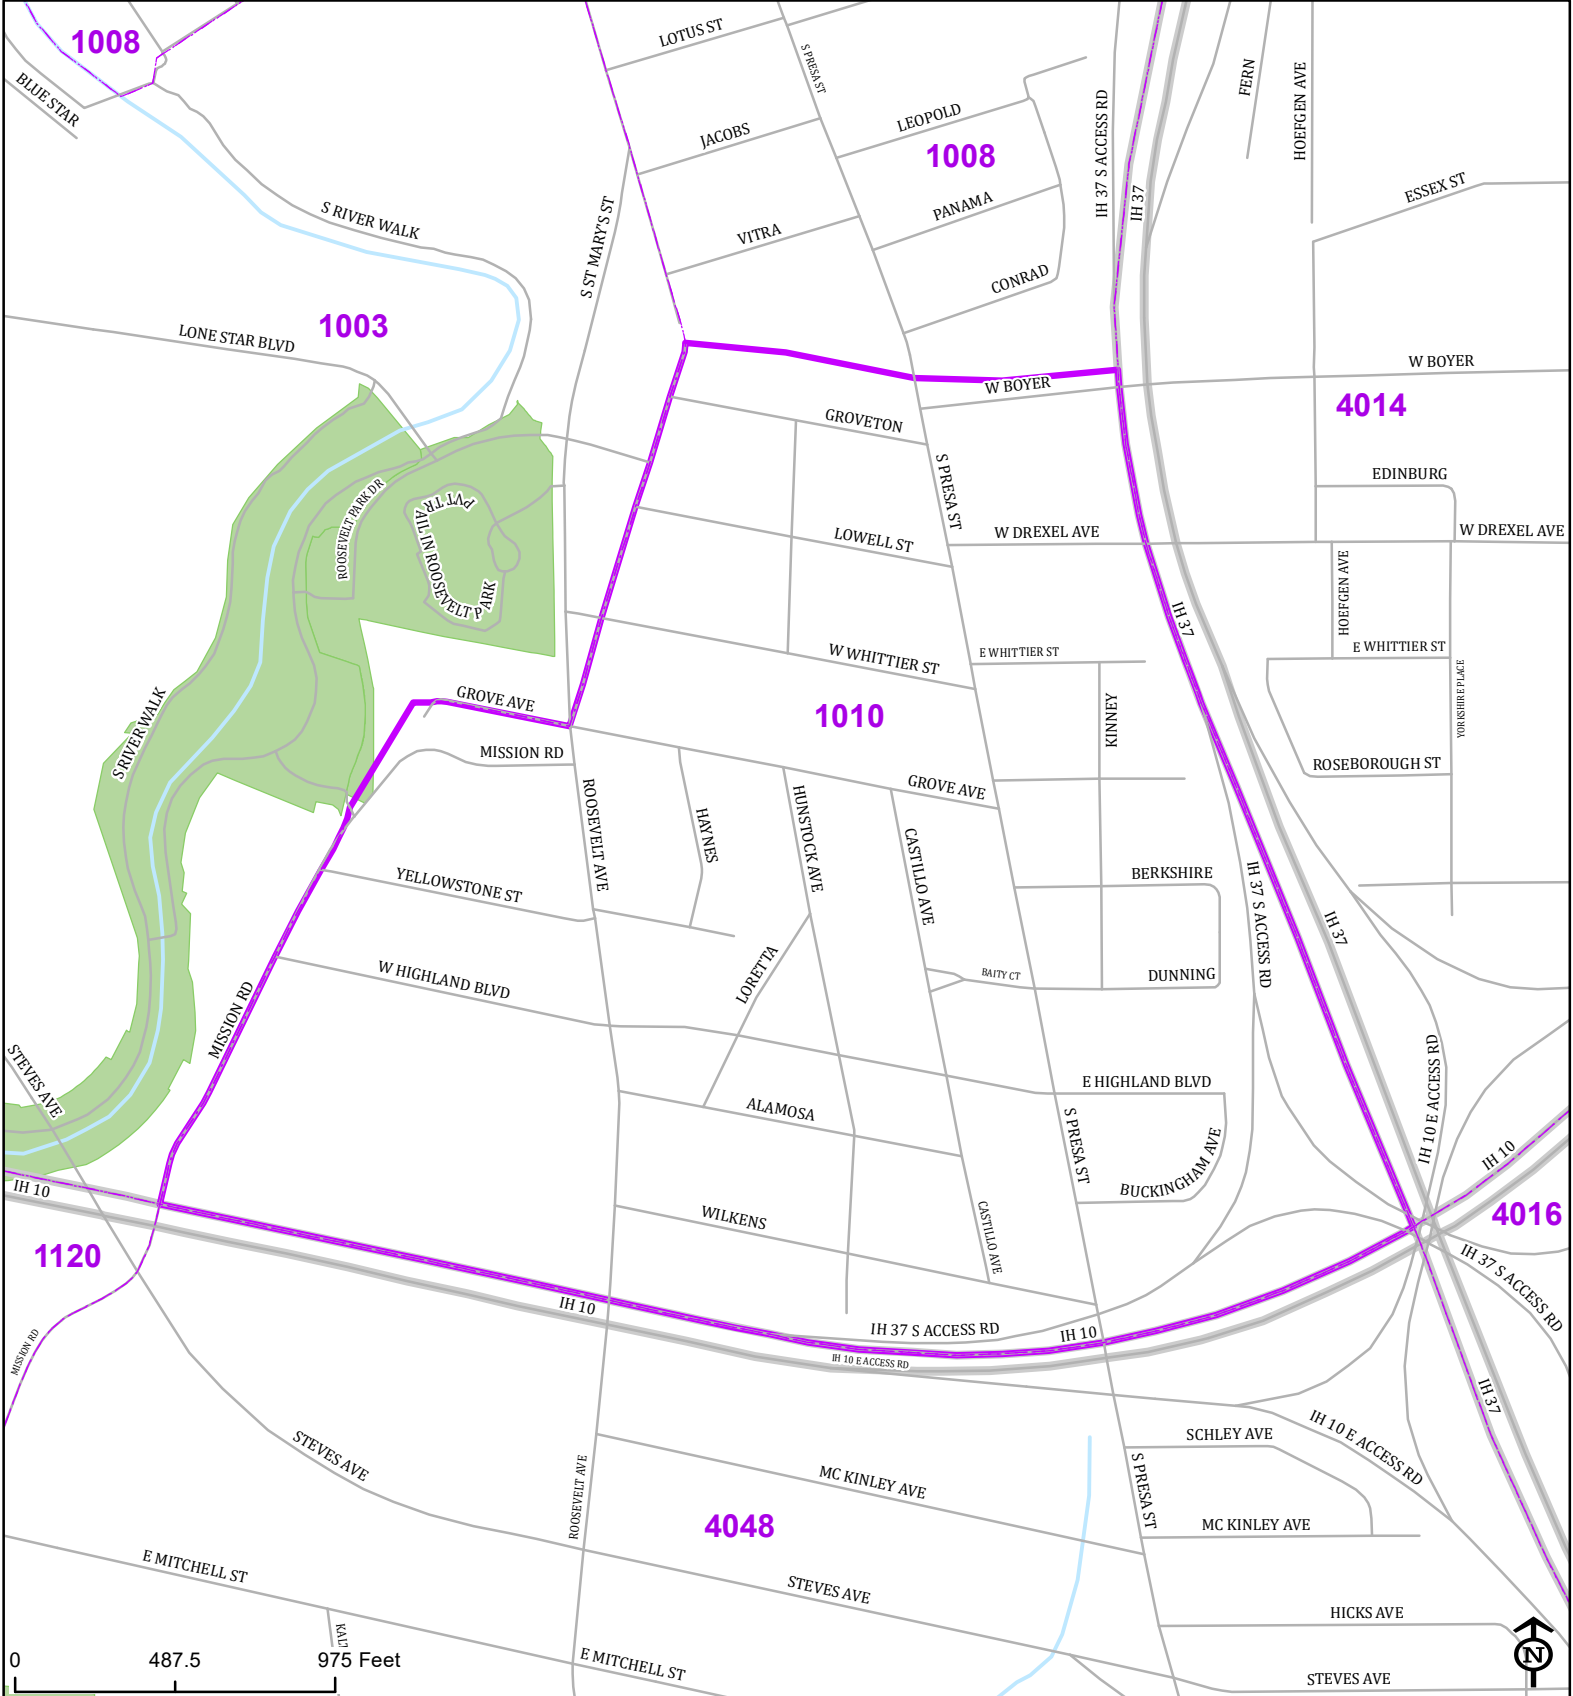 1008
BLUE STAR
LOTUS ST
S PRESA ST
FERN
HOEFGEN AVE
LEOPOLD
JACOBS
1008
IH 37 S ACCESS RD
IH 37
ESSEX ST
S RIVER WALK
PANAMA
VITRA
S ST MARY'S ST
CONRAD
LONE STAR BLVD
1003
W BOYER
W BOYER
4014
GROVETON
S PRESA ST
EDINBURG
ROOSEVELT PARK DR
PVT TRAIL IN ROOSEVELT PARK
LOWELL ST
W DREXEL AVE
W DREXEL AVE
HOEFGEN AVE
IH 37
W WHITTIER ST
E WHITTIER ST
E WHITTIER ST
YORKSHIRE PLACE
S RIVER WALK
GROVE AVE
1010
KINNEY
MISSION RD
ROSEBOROUGH ST
GROVE AVE
ROOSEVELT AVE
HAYNES
HUNSTOCK AVE
CASTILLO AVE
YELLOWSTONE ST
BERKSHIRE
IH 37 S ACCESS RD
IH 37
W HIGHLAND BLVD
LORETTA
BAITY CT
DUNNING
MISSION RD
STEVES AVE
E HIGHLAND BLVD
IH 10 E ACCESS RD
ALAMOSA
S PRESA ST
BUCKINGHAM AVE
IH 10
IH 10
WILKENS
CASTILLO AVE
4016
1120
IH 37 S ACCESS RD
IH 10
IH 37 S ACCESS RD
IH 10
IH 10 E ACCESS RD
MISSION RD
IH 37
STEVES AVE
SCHLEY AVE
IH 10 E ACCESS RD
ROOSEVELT AVE
MC KINLEY AVE
S PRESA ST
4048
MC KINLEY AVE
E MITCHELL ST
STEVES AVE
HICKS AVE
E MITCHELL ST
STEVES AVE
0 487.5 975 Feet
N